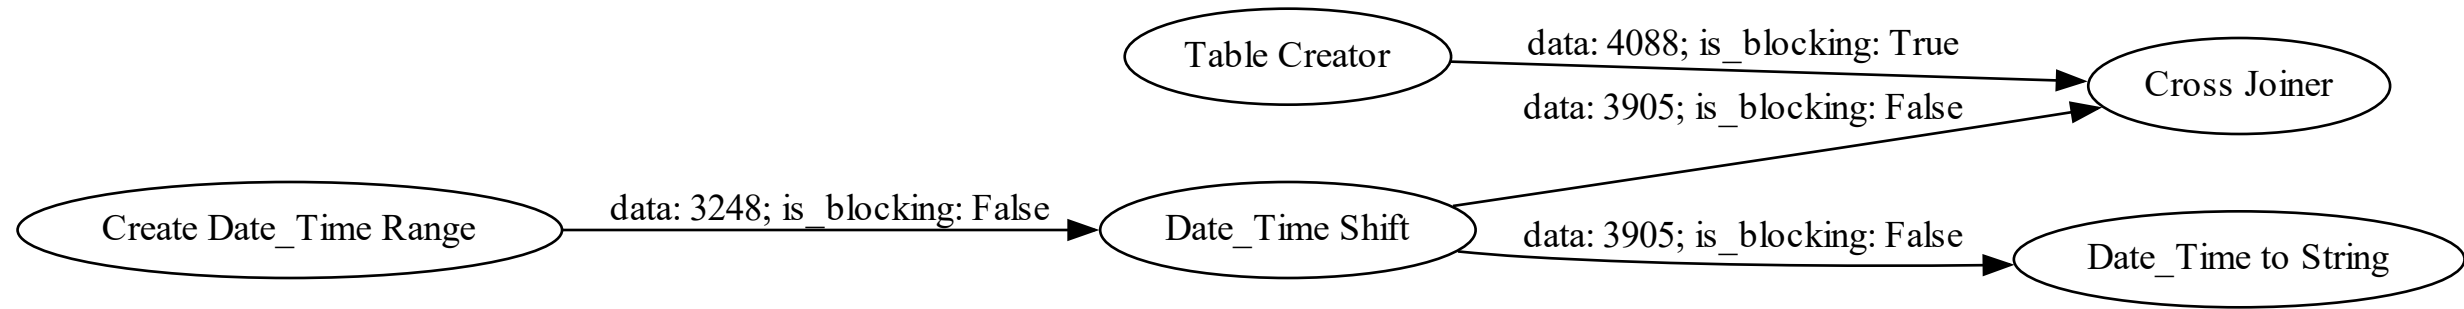 Table Creator
data: 4088; is_blocking: True
Cross Joiner
data: 3905; is_blocking: False
Create Date_Time Range
data: 3248; is_blocking: False
Date_Time Shift
data: 3905; is_blocking: False
Date_Time to String